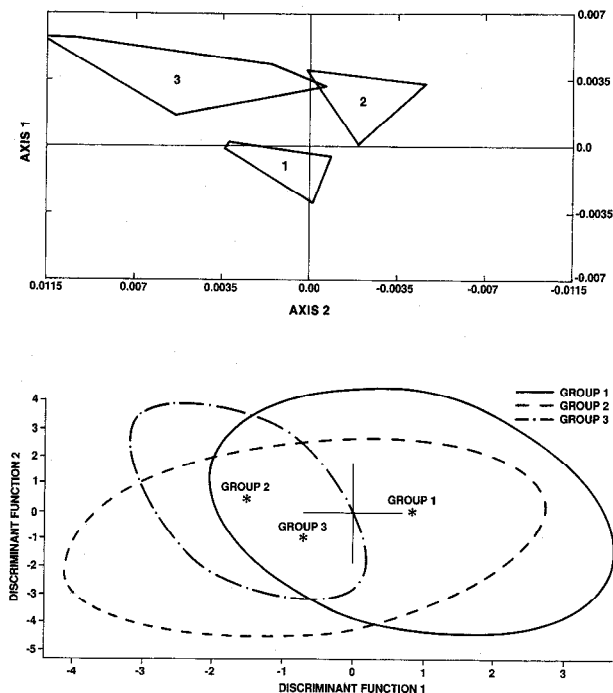 0.007
3
2
0.0035
AXIS 1
1
0.0
-0.0035
-0.007
0.0115 0.007 0.0035 0.00 -0.0035 -0.007 -0.0115
AXIS 2
4
3
2
1
0
-1
-2
-3
-4
-5
DISCRIMINANT FUNCTION 2
GROUP 1
GROUP 2
GROUP 3
GROUP 2
*
GROUP 1
*
GROUP 3
*
-4 -3 -2 -1 0 1 2 3
DISCRIMINANT FUNCTION 1